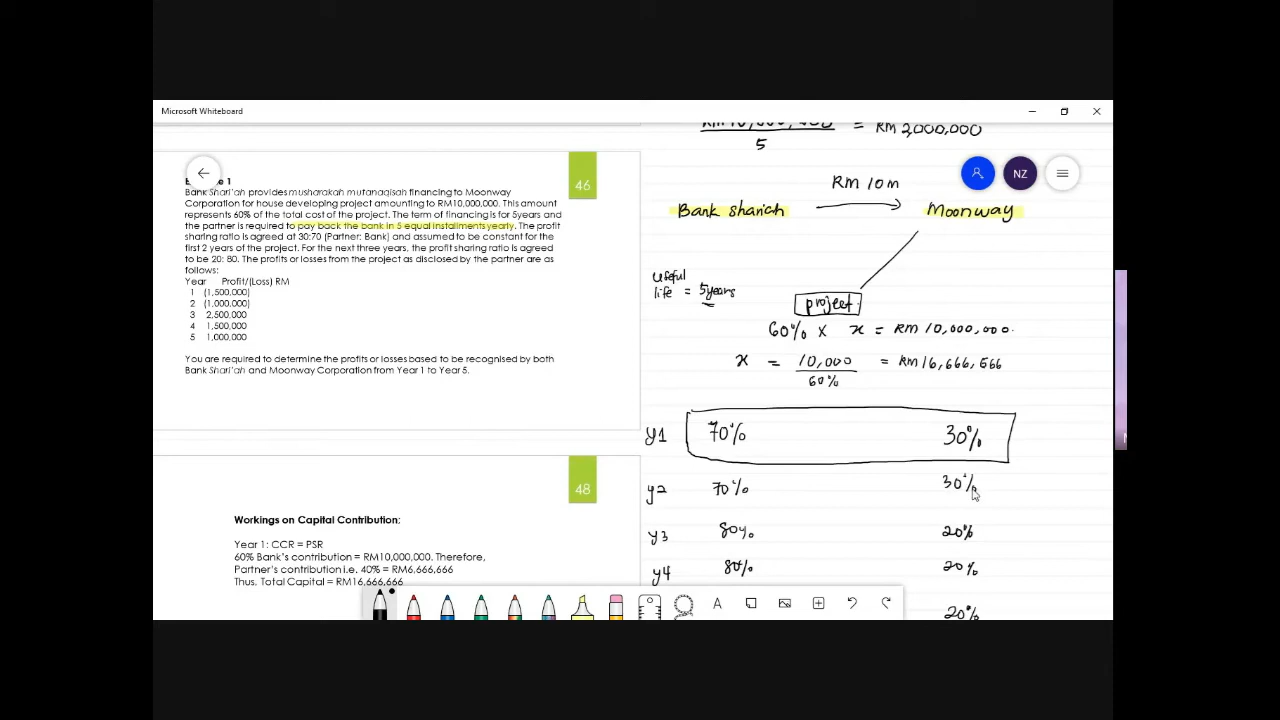 Microsoft Whiteboard
46
Bank Shari'ah provides musharakah mutanaqisah financing to Moonway
Corporation for house developing project amounting to RM10,000,000. This amount
represents 60% of the total cost of the project. The term of financing is for 5years and
the partner is required to pay back the bank in 5 equal installments yearly. The profit
sharing ratio is agreed at 30:70 (Partner: Bank) and assumed to be constant for the
first 2 years of the project. For the next three years, the profit sharing ratio is agreed
to be 20: 80. The profits or losses from the project as disclosed by the partner are as
follows:
Year Profit/(Loss) RM
1 (1,500,000)
2 (1,000,000)
3 2,500,000
4 1,500,000
5 1,000,000
You are required to determine the profits or losses based to be recognised by both
Bank Shari'ah and Moonway Corporation from Year 1 to Year 5.
48
Workings on Capital Contribution:
Year 1: CCR = PSR
60% Bank's contribution = RM10,000,000. Therefore,
Partner's contribution i.e. 40% = RM6,666,666
Thus, Total Capital = RM16,666,666
= RM 2,000,000
5
NZ
RM 10m
Bank shariah
Moonway
useful
life = 5years
project
60% x x = RM 10,000,000.
x = 10,000 = RM 16,666,666
60%
y1 70% 30%
y2 70% 30%
y3 80% 20%
y4 80% 20%
20%
A